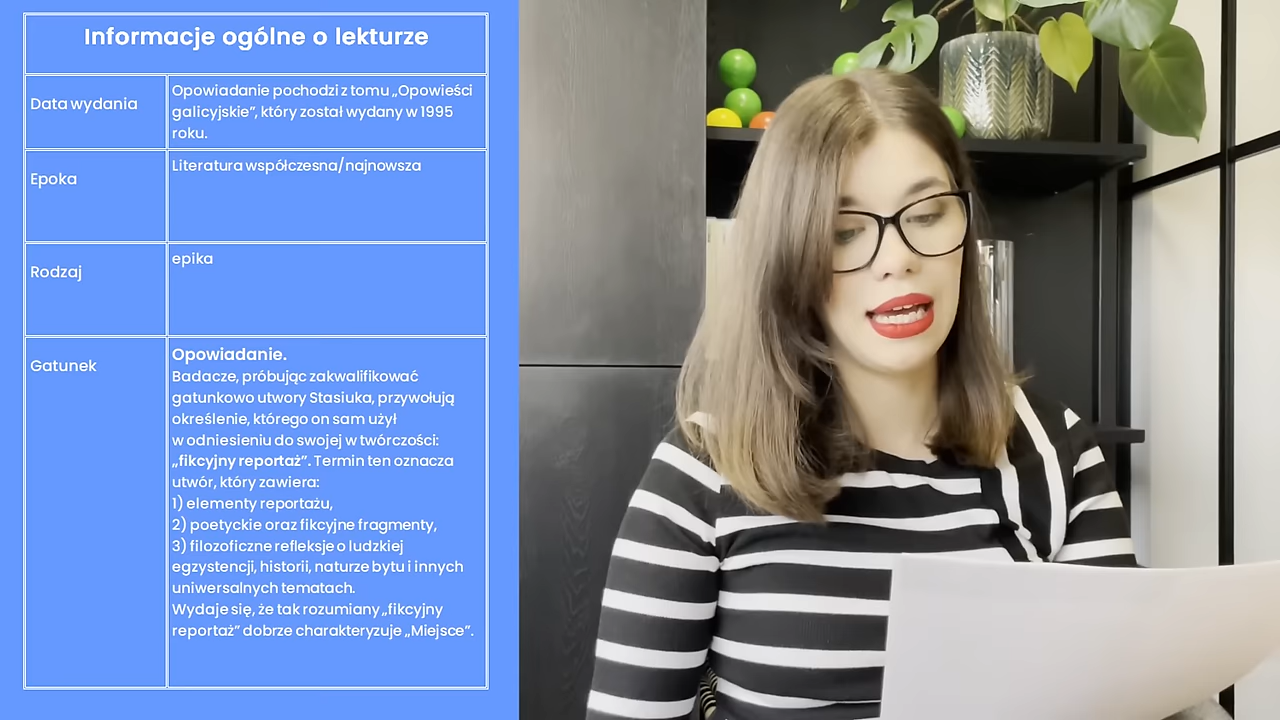 Informacje ogólne o lekturze
Data wydania
Opowiadanie pochodzi z tomu „Opowieści
galicyjskie”, który został wydany w 1995
roku.
Epoka
Literatura współczesna/najnowsza
Rodzaj
epika
Gatunek
Opowiadanie.
Badacze, próbując zakwalifikować
gatunkowo utwory Stasiuka, przywołują
określenie, którego on sam użył
w odniesieniu do swojej w twórczości:
„fikcyjny reportaż”. Termin ten oznacza
utwór, który zawiera:
1) elementy reportażu,
2) poetyckie oraz fikcyjne fragmenty,
3) filozoficzne refleksje o ludzkiej
egzystencji, historii, naturze bytu i innych
uniwersalnych tematach.
Wydaje się, że tak rozumiany „fikcyjny
reportaż” dobrze charakteryzuje „Miejsce”.